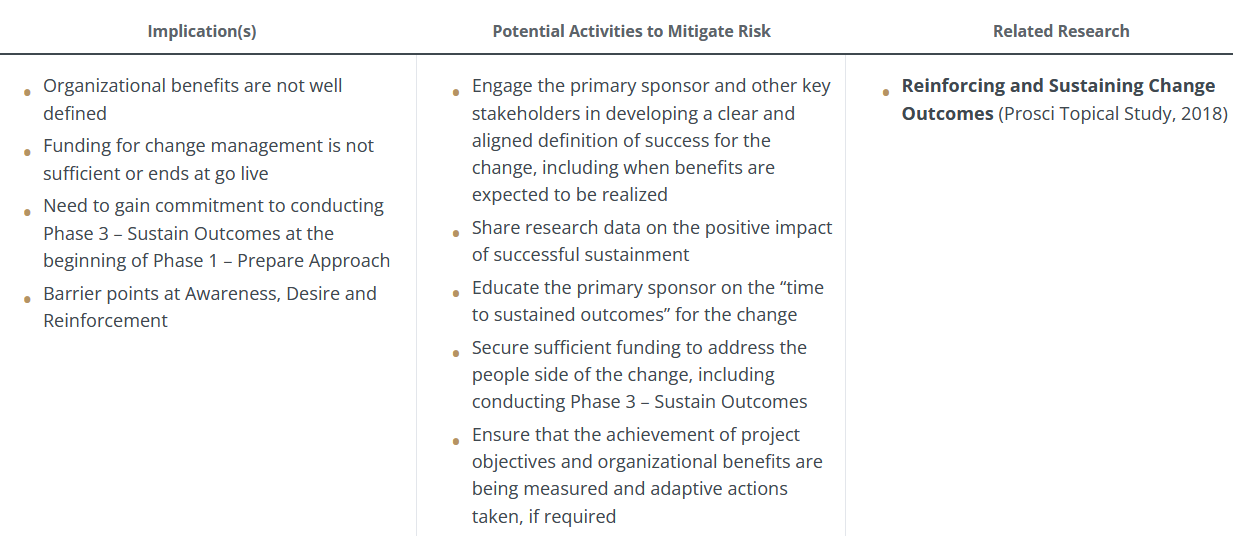 Implication(s)
Potential Activities to Mitigate Risk
Related Research
Organizational benefits are not well
defined
Funding for change management is not
sufficient or ends at go live
Need to gain commitment to conducting
Phase 3 – Sustain Outcomes at the
beginning of Phase 1 – Prepare Approach
Barrier points at Awareness, Desire and
Reinforcement
Engage the primary sponsor and other key
stakeholders in developing a clear and
aligned definition of success for the
change, including when benefits are
expected to be realized
Share research data on the positive impact
of successful sustainment
Educate the primary sponsor on the “time
to sustained outcomes” for the change
Secure sufficient funding to address the
people side of the change, including
conducting Phase 3 – Sustain Outcomes
Ensure that the achievement of project
objectives and organizational benefits are
being measured and adaptive actions
taken, if required
Reinforcing and Sustaining Change
Outcomes (Prosci Topical Study, 2018)